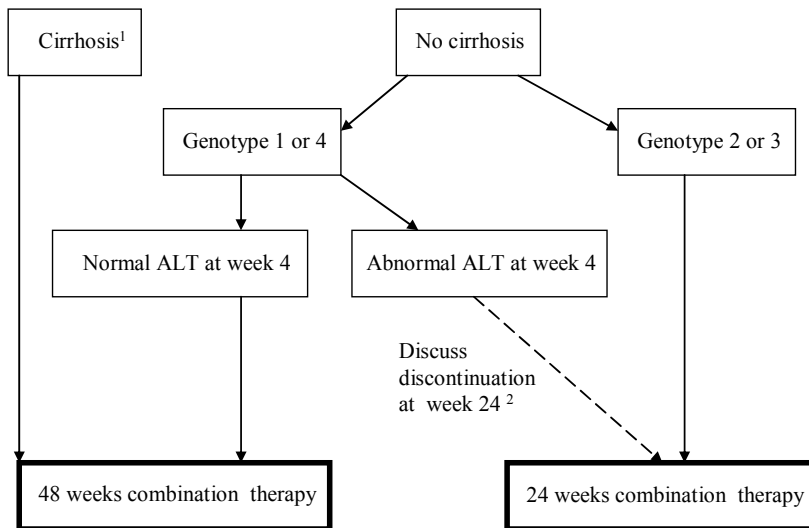 Cirrhosis¹
No cirrhosis
Genotype 1 or 4
Genotype 2 or 3
Normal ALT at week 4
Abnormal ALT at week 4
Discuss
discontinuation
at week 24 ²
48 weeks combination therapy
24 weeks combination therapy